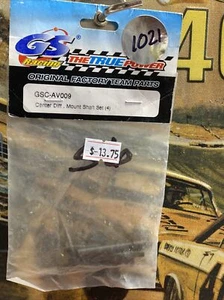 1021
GS
Racing
THE TRUE POWER
ORIGINAL FACTORY TEAM PARTS
GSC-AV009
Center Diff . Mount Shaft Set (4)
$-13.75
40